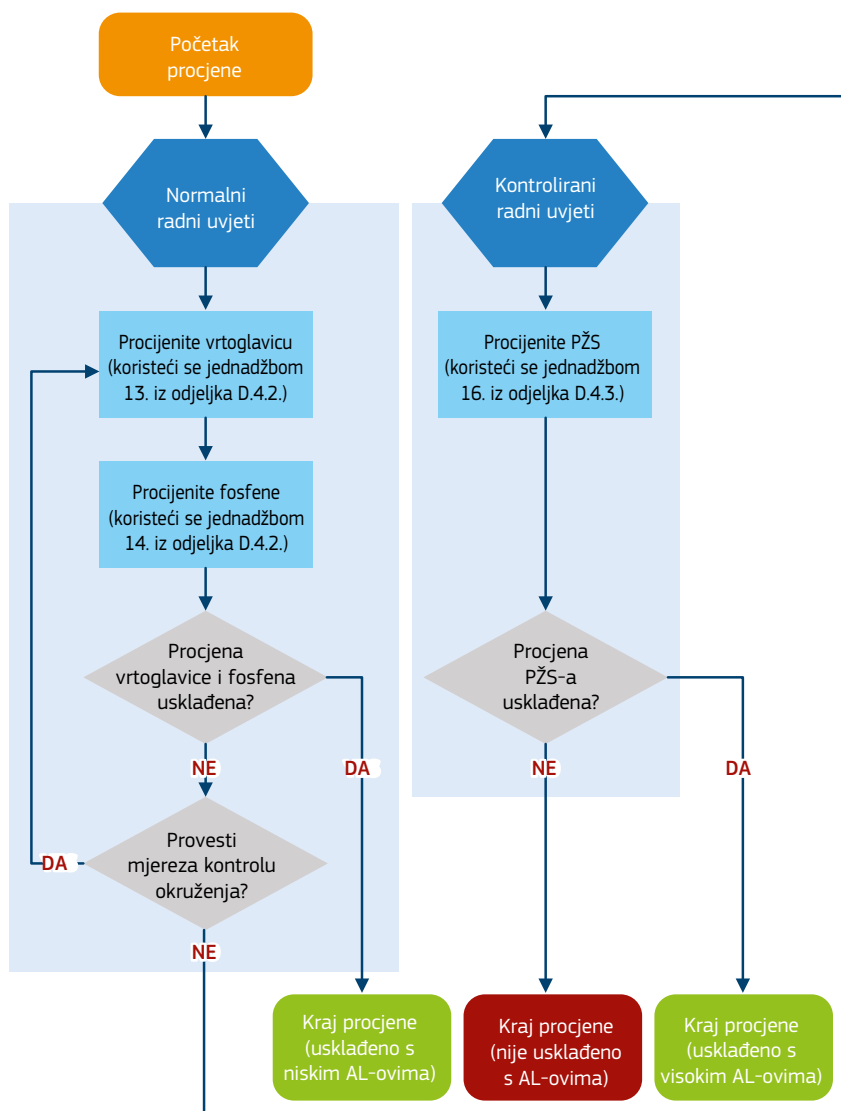 Početak
procjene
Normalni
radni uvjeti
Procijenite vrtoglavicu
(koristeći se jednadžbom
13. iz odjeljka D.4.2.)
Procijenite fosfene
(koristeći se jednadžbom
14. iz odjeljka D.4.2.)
Procjena
vrtoglavice i fosfena
usklađena?
NE
DA
Provesti
mjereza kontrolu
okruženja?
DA
NE
Kraj procjene
(usklađeno s
niskim AL-ovima)
Kontrolirani
radni uvjeti
Procijenite PŽS
(koristeći se jednadžbom
16. iz odjeljka D.4.3.)
Procjena
PŽS-a
usklađena?
NE
DA
Kraj procjene
(nije usklađeno
s AL-ovima)
Kraj procjene
(usklađeno s
visokim AL-ovima)